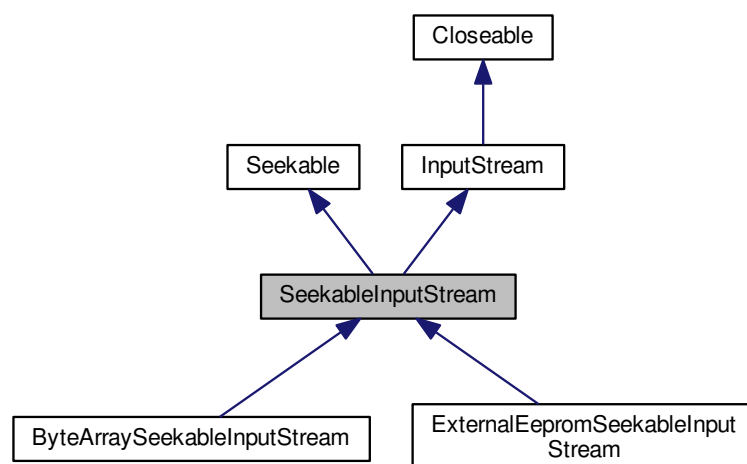 Closeable
Seekable
InputStream
SeekableInputStream
ByteArraySeekableInputStream
ExternalEepromSeekableInput
Stream